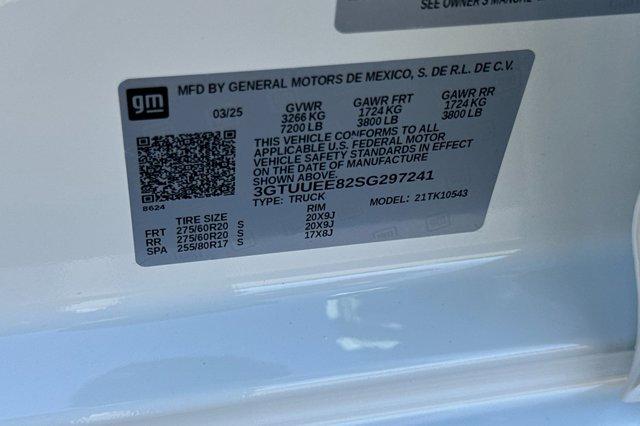 SEE OWNER'S MANUAL
MFD BY GENERAL MOTORS DE MEXICO, S. DE R.L. DE C.V.
gm
03/25 GVWR GAWR FRT GAWR RR
3266 KG 1724 KG 1724 KG
7200 LB 3800 LB 3800 LB
THIS VEHICLE CONFORMS TO ALL
APPLICABLE U.S. FEDERAL MOTOR
VEHICLE SAFETY STANDARDS IN EFFECT
ON THE DATE OF MANUFACTURE
SHOWN ABOVE.
3GTUUEE82SG297241
TYPE: TRUCK MODEL: 21TK10543
8624
TIRE SIZE RIM
FRT 275/60R20 S 20X9J
RR 275/60R20 S 20X9J
SPA 255/80R17 S 17X8J